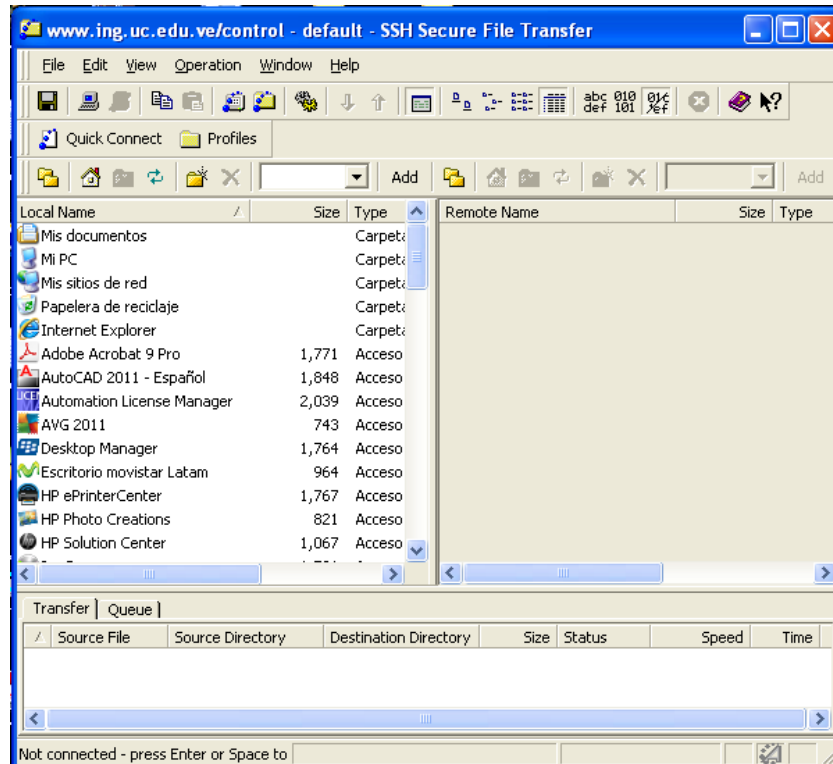 www.ing.uc.edu.ve/control - default - SSH Secure File Transfer
File Edit View Operation Window Help
abc def 010 101
Quick Connect Profiles
Add Add
Local Name Size Type Remote Name Size Type
Mis documentos Carpeta
Mi PC Carpeta
Mis sitios de red Carpeta
Papelera de reciclaje Carpeta
Internet Explorer Carpeta
Adobe Acrobat 9 Pro 1,771 Acceso
AutoCAD 2011 - Español 1,848 Acceso
Automation License Manager 2,039 Acceso
AVG 2011 743 Acceso
Desktop Manager 1,764 Acceso
Escritorio movistar Latam 964 Acceso
HP ePrinterCenter 1,767 Acceso
HP Photo Creations 821 Acceso
HP Solution Center 1,067 Acceso
Transfer Queue
Source File Source Directory Destination Directory Size Status Speed Time
Not connected - press Enter or Space to